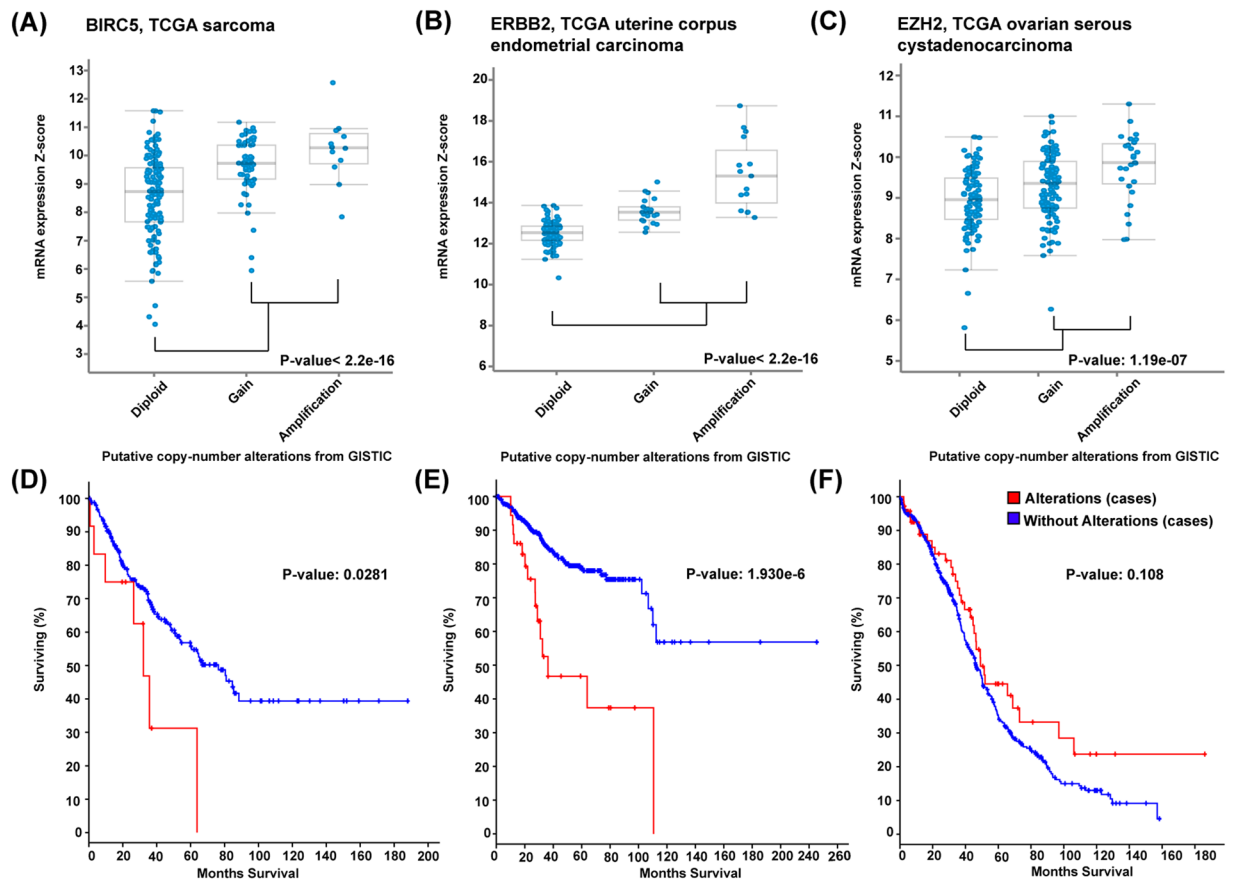 (A)
BIRC5, TCGA sarcoma
mRNA expression Z-score
13
12
11
10
9
8
7
6
5
4
3
P-value< 2.2e-16
Diploid
Gain
Amplification
Putative copy-number alterations from GISTIC
(B)
ERBB2, TCGA uterine corpus
endometrial carcinoma
mRNA expression Z-score
20
18
16
14
12
10
8
6
P-value< 2.2e-16
Diploid
Gain
Amplification
Putative copy-number alterations from GISTIC
(C)
EZH2, TCGA ovarian serous
cystadenocarcinoma
mRNA expression Z-score
12
11
10
9
8
7
6
5
P-value: 1.19e-07
Diploid
Gain
Amplification
Putative copy-number alterations from GISTIC
(D)
Surviving (%)
100
90
80
70
60
50
40
30
20
10
0
P-value: 0.0281
0 20 40 60 80 100 120 140 160 180 200
Months Survival
(E)
Surviving (%)
100
90
80
70
60
50
40
30
20
10
0
P-value: 1.930e-6
0 20 40 60 80 100 120 140 160 180 200 220 240 260
Months Survival
(F)
Alterations (cases)
Without Alterations (cases)
Surviving (%)
100
90
80
70
60
50
40
30
20
10
0
P-value: 0.108
0 20 40 60 80 100 120 140 160 180
Months Survival